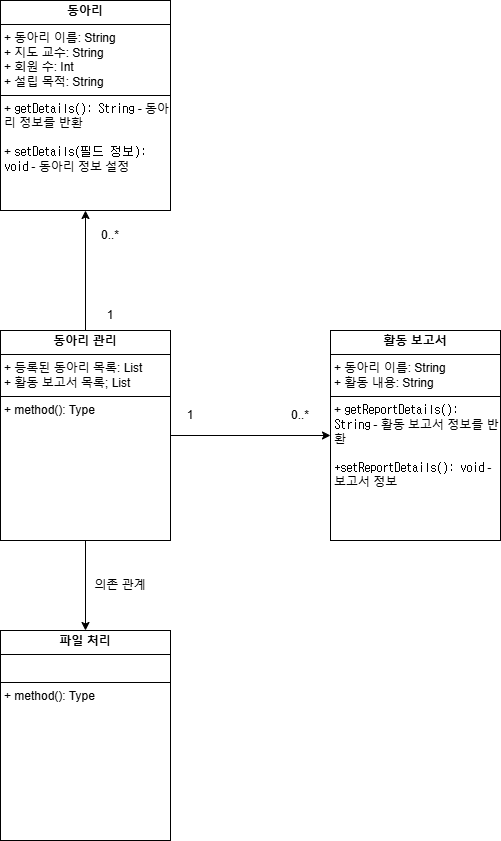 동아리
+ 동아리 이름: String
+ 지도 교수: String
+ 회원 수: Int
+ 설립 목적: String
+ getDetails(): String - 동아
리 정보를 반환
+ setDetails(필드 정보):
void - 동아리 정보 설정
0..*
1
동아리 관리
+ 등록된 동아리 목록: List
+ 활동 보고서 목록; List
+ method(): Type
1
0..*
활동 보고서
+ 동아리 이름: String
+ 활동 내용: String
+ getReportDetails():
String - 활동 보고서 정보를 반
환
+setReportDetails(): void -
보고서 정보
의존 관계
파일 처리
+ method(): Type